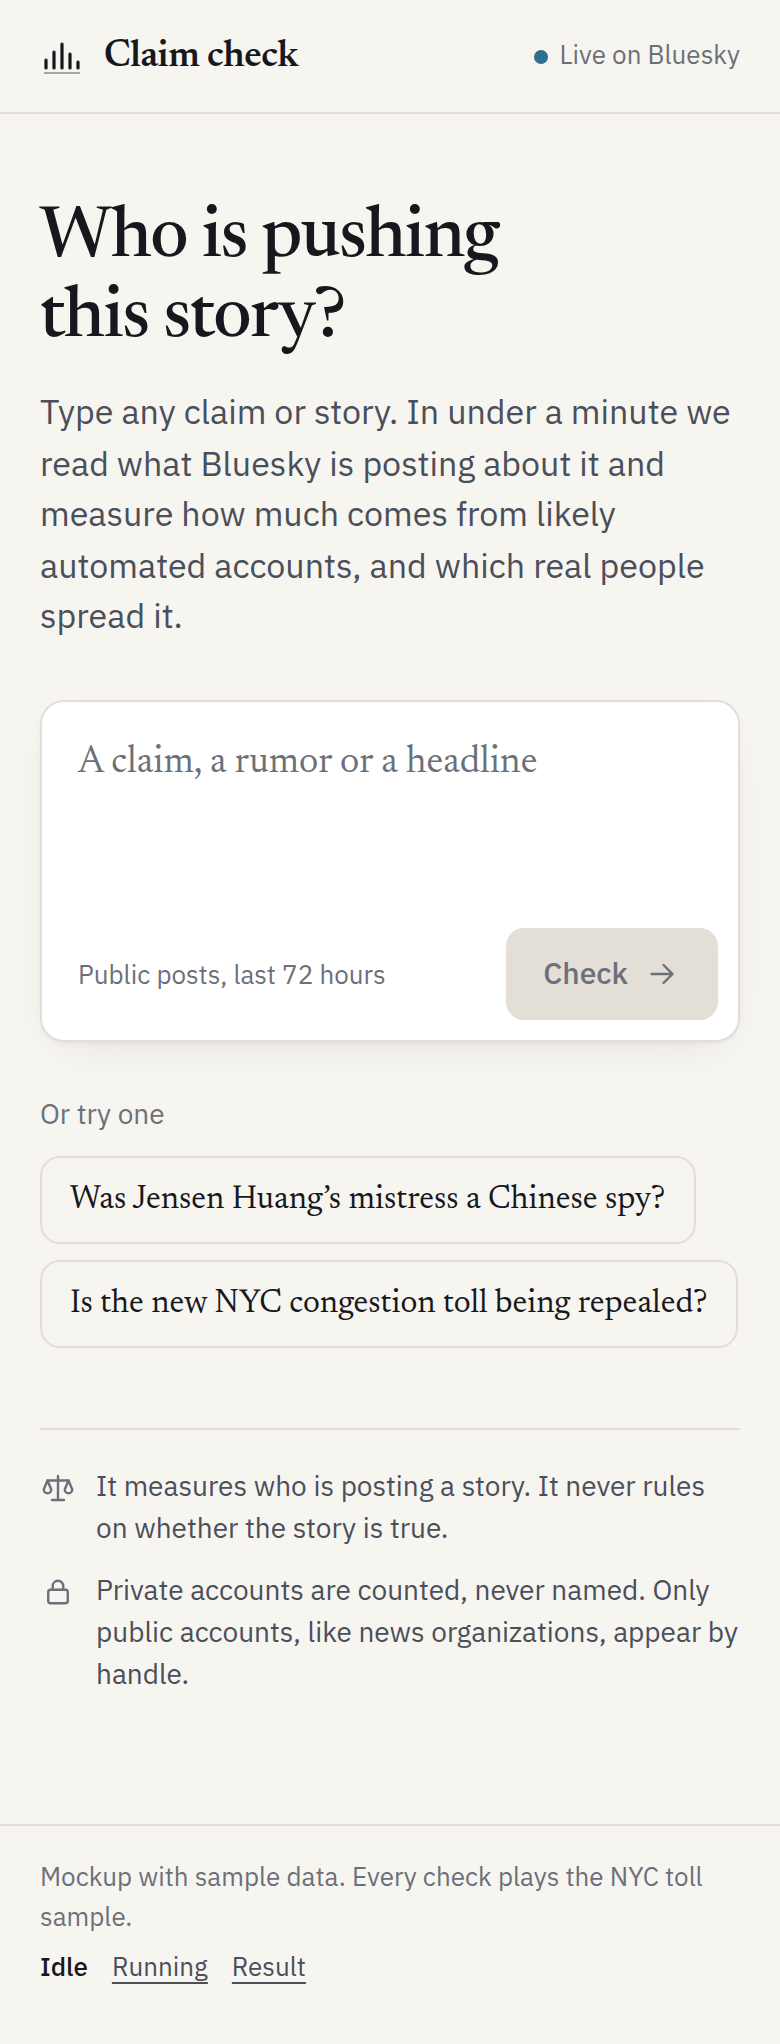 Claim check
Live on Bluesky
Who is pushing
this story?
Type any claim or story. In under a minute we
read what Bluesky is posting about it and
measure how much comes from likely
automated accounts, and which real people
spread it.
A claim, a rumor or a headline
Public posts, last 72 hours
Check →
Or try one
Was Jensen Huang’s mistress a Chinese spy?
Is the new NYC congestion toll being repealed?
It measures who is posting a story. It never rules
on whether the story is true.
Private accounts are counted, never named. Only
public accounts, like news organizations, appear by
handle.
Mockup with sample data. Every check plays the NYC toll
sample.
Idle Running Result